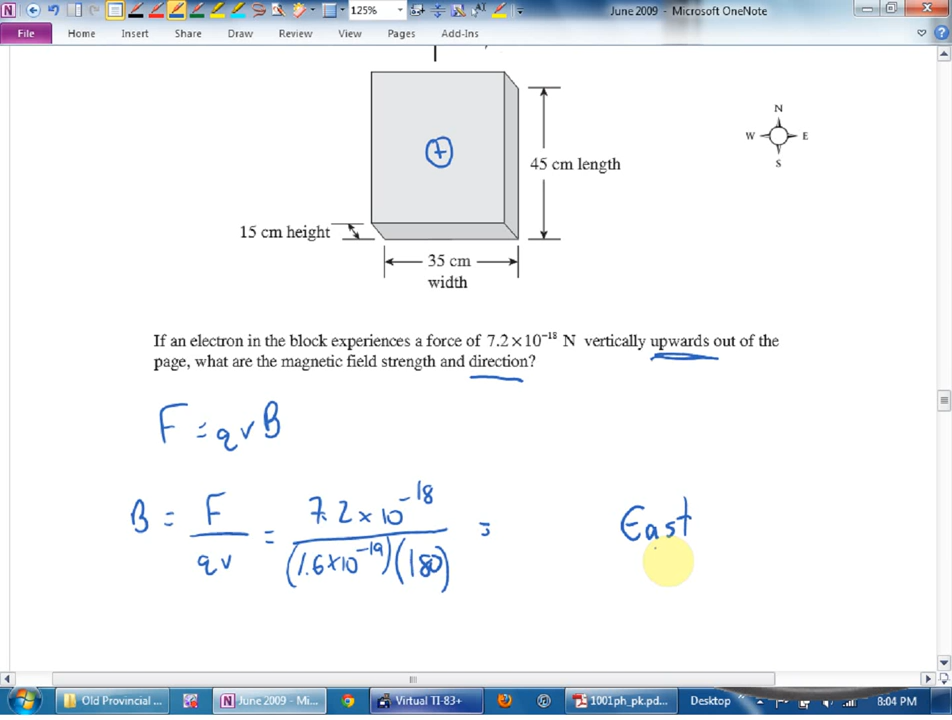 June 2009 - Microsoft OneNote
125%
File Home Insert Share Draw Review View Pages Add-Ins
N
W E
S
45 cm length
15 cm height
35 cm
width
If an electron in the block experiences a force of 7.2 × 10⁻¹⁸ N vertically upwards out of the
page, what are the magnetic field strength and direction?
F = qvB
B = F / qv = 7.2 × 10⁻¹⁸ / (1.6×10⁻¹⁹)(180) =
East
Old Provincial ... June 2009 - Mi... Virtual TI-83+ 1001ph_pk.pd... Desktop 8:04 PM